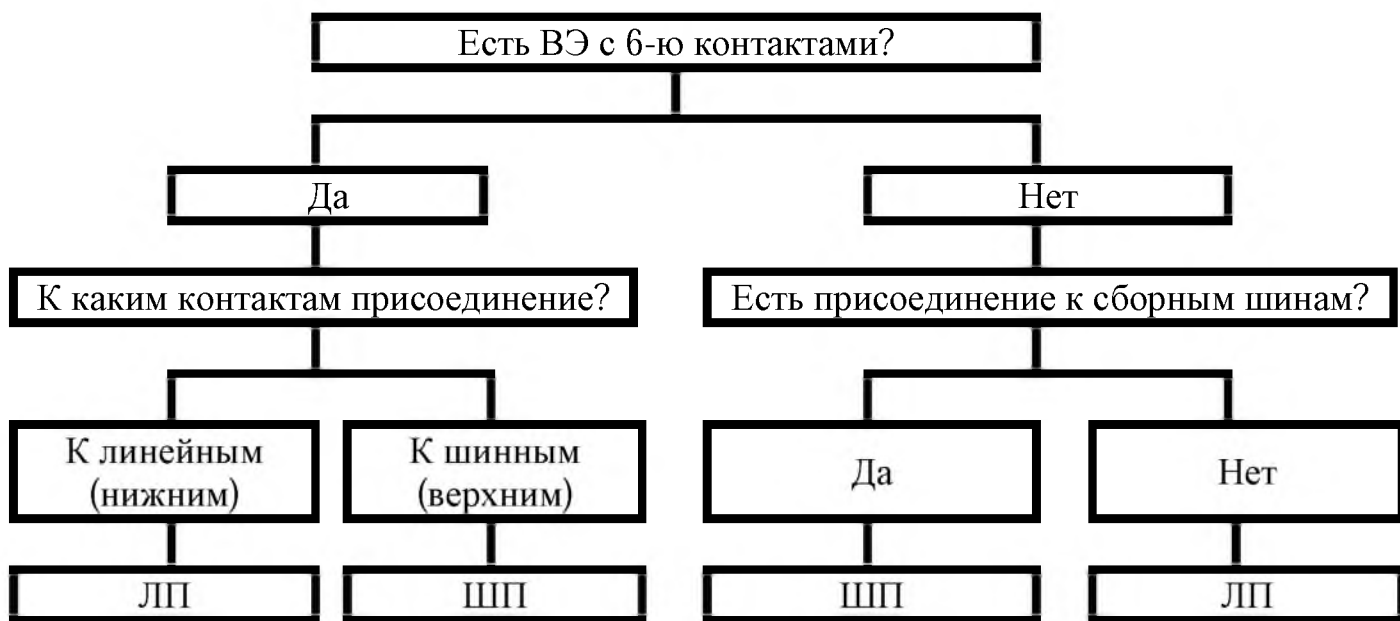 Есть ВЭ с 6-ю контактами?
Да
Нет
К каким контактам присоединение?
Есть присоединение к сборным шинам?
К линейным
(нижним)
К шинным
(верхним)
Да
Нет
ЛП
ШП
ШП
ЛП